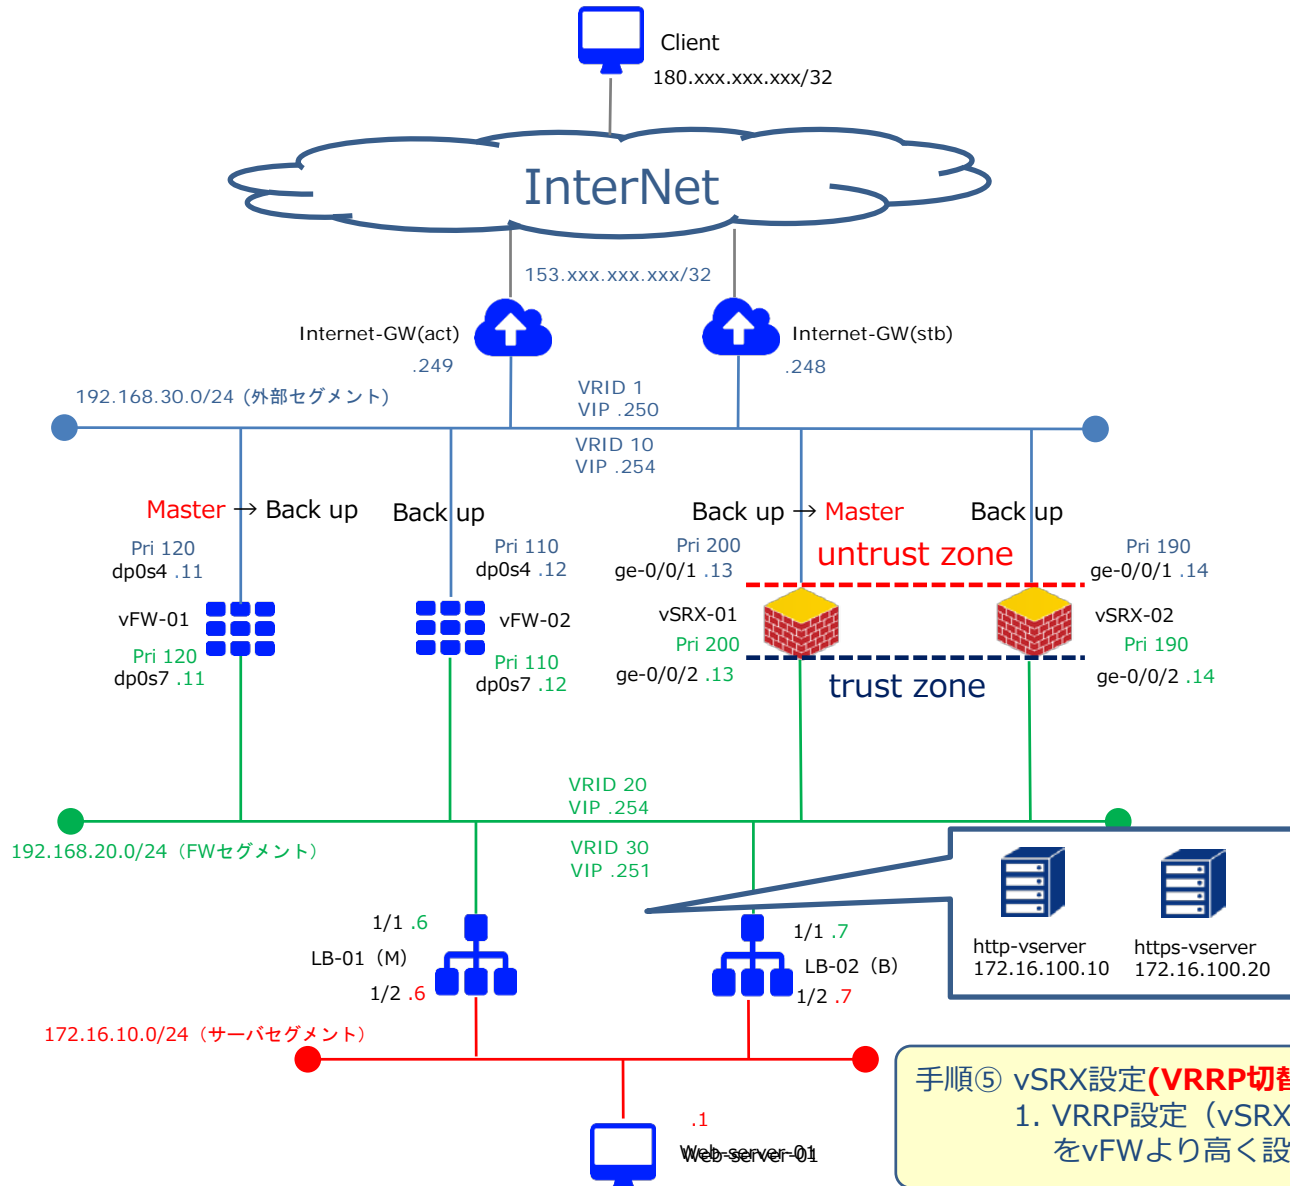 Client
180.xxx.xxx.xxx/32
InterNet
153.xxx.xxx.xxx/32
Internet-GW(act)
.249
Internet-GW(stb)
.248
192.168.30.0/24 (外部セグメント)
VRID 1
VIP .250
VRID 10
VIP .254
Master → Back up
Back up
Back up → Master
Back up
Pri 120
dp0s4 .11
Pri 110
dp0s4 .12
Pri 200
ge-0/0/1 .13
untrust zone
Pri 190
ge-0/0/1 .14
vFW-01
vFW-02
vSRX-01
vSRX-02
Pri 120
dp0s7 .11
Pri 110
dp0s7 .12
Pri 200
ge-0/0/2 .13
trust zone
Pri 190
ge-0/0/2 .14
VRID 20
VIP .254
192.168.20.0/24（FWセグメント）
VRID 30
VIP .251
1/1 .6
LB-01（M）
1/2 .6
1/1 .7
LB-02（B）
1/2 .7
http-vserver
172.16.100.10
https-vserver
172.16.100.20
172.16.10.0/24（サーバセグメント）
.1
Web-server-01
手順⑤ vSRX設定(VRRP切替
1. VRRP設定（vSRX
をvFWより高く設